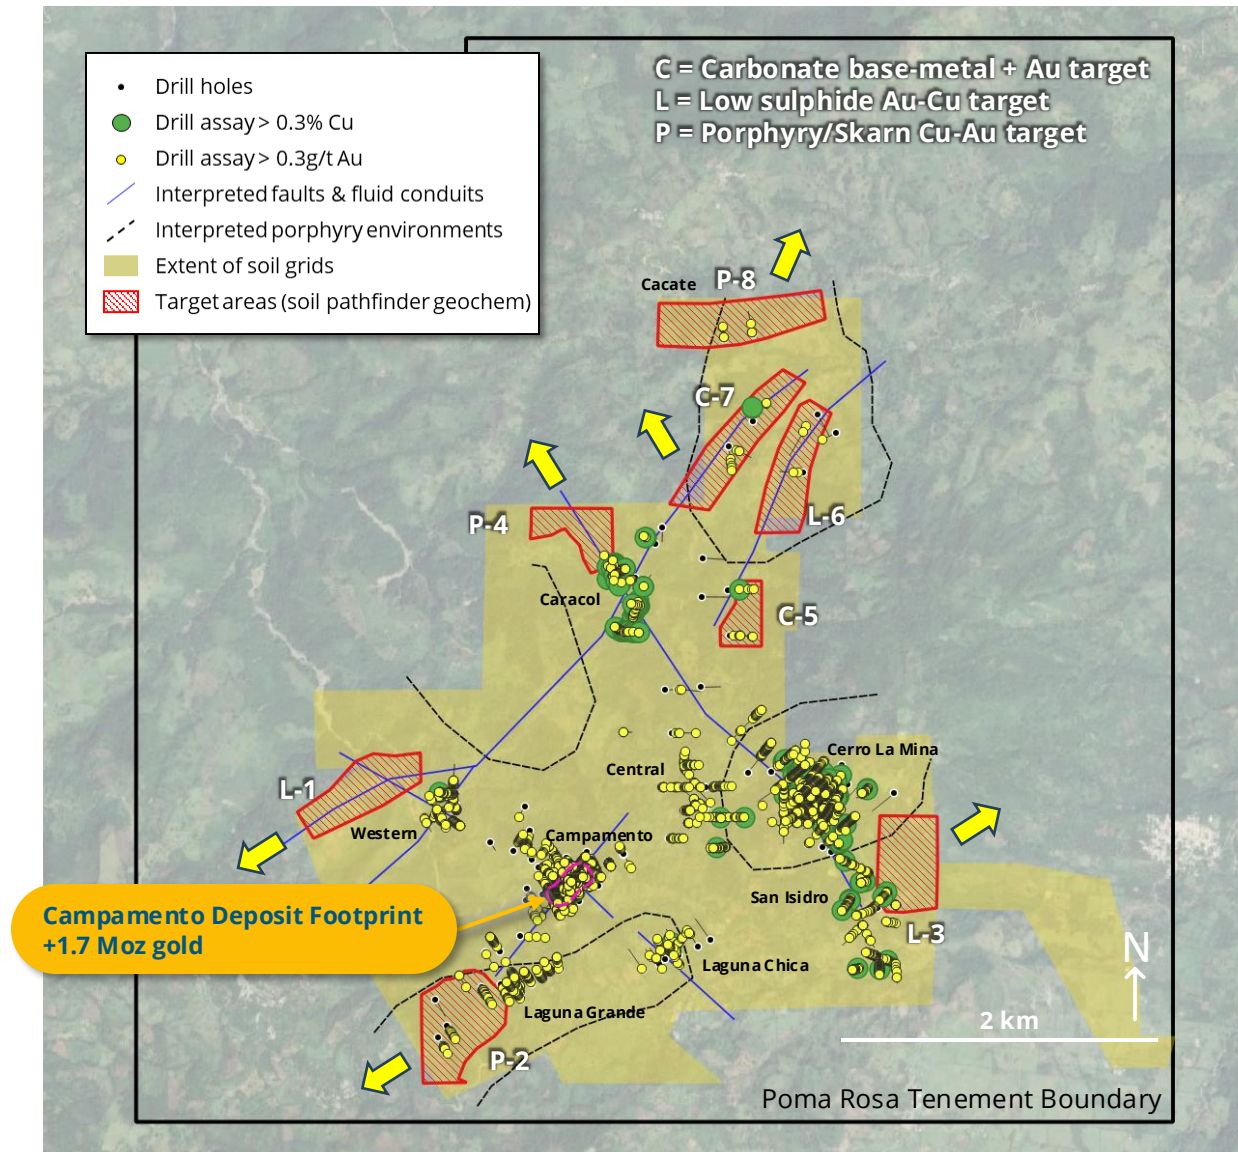 Drill holes
Drill assay > 0.3% Cu
Drill assay > 0.3g/t Au
Interpreted faults & fluid conduits
Interpreted porphyry environments
Extent of soil grids
Target areas (soil pathfinder geochem)
C = Carbonate base-metal + Au target
L = Low sulphide Au-Cu target
P = Porphyry/Skarn Cu-Au target
P-8
Cacate
C-7
L-6
P-4
Caracol
C-5
Cerro La Mina
Central
L-1
Western
Campamento
San Isidro
Campamento Deposit Footprint
+1.7 Moz gold
L-3
Laguna Chica
N
Laguna Grande
2 km
P-2
Poma Rosa Tenement Boundary